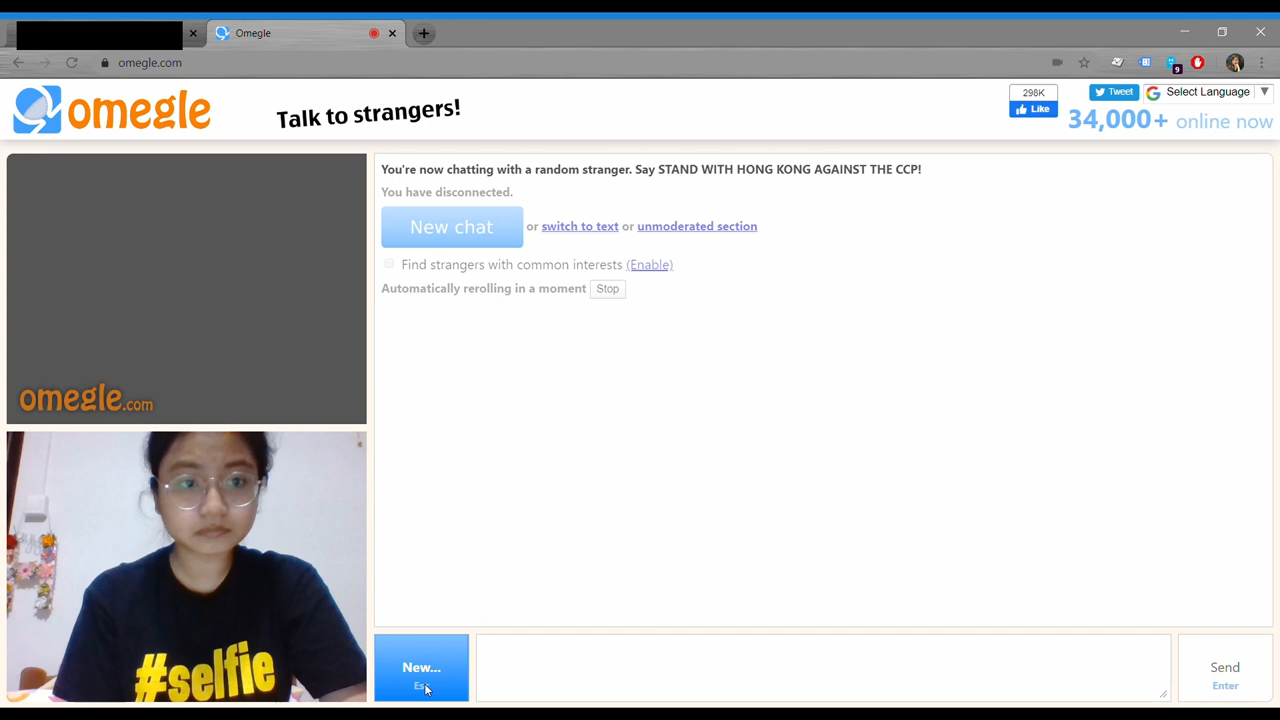 Omegle
omegle.com
9
omegle
Talk to strangers!
298K
Like
Tweet
Select Language
34,000+ online now
You're now chatting with a random stranger. Say STAND WITH HONG KONG AGAINST THE CCP!
You have disconnected.
New chat or switch to text or unmoderated section
Find strangers with common interests (Enable)
Automatically rerolling in a moment Stop
omegle.com
#selfie
New...
Esc
Send
Enter